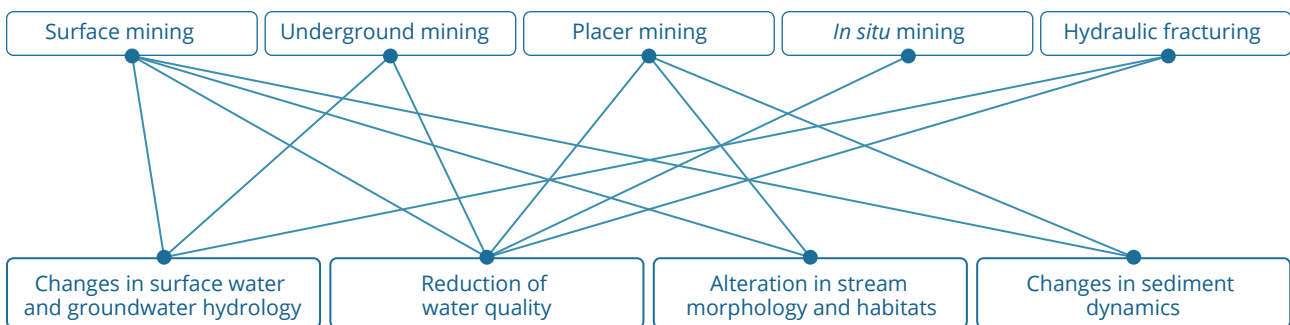 Surface mining
Underground mining
Placer mining
In situ mining
Hydraulic fracturing
Changes in surface water
and groundwater hydrology
Reduction of
water quality
Alteration in stream
morphology and habitats
Changes in sediment
dynamics